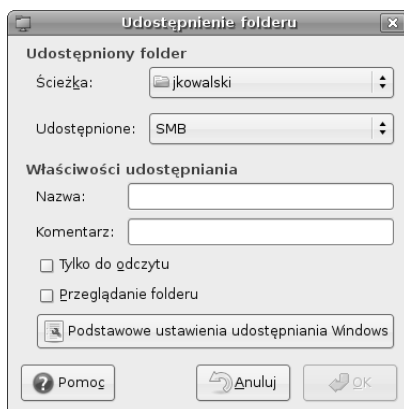 Udostępnienie folderu
Udostępniony folder
Ścieżka: jkowalski
Udostępnione: SMB
Właściwości udostępniania
Nazwa:
Komentarz:
Tylko do odczytu
Przeglądanie folderu
Podstawowe ustawienia udostępniania Windows
Pomoc Anuluj OK